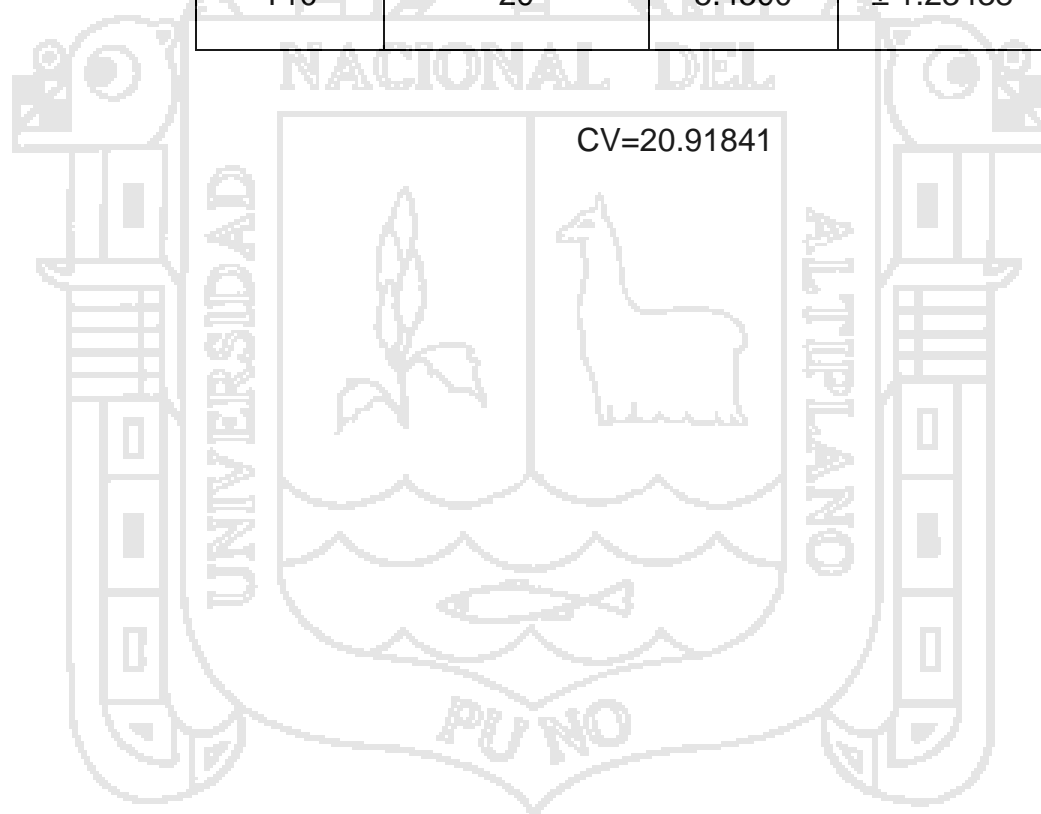 NACIONAL DEL
CV=20.91841
UNIVERSIDAD
ALTIPLANO
PUNO